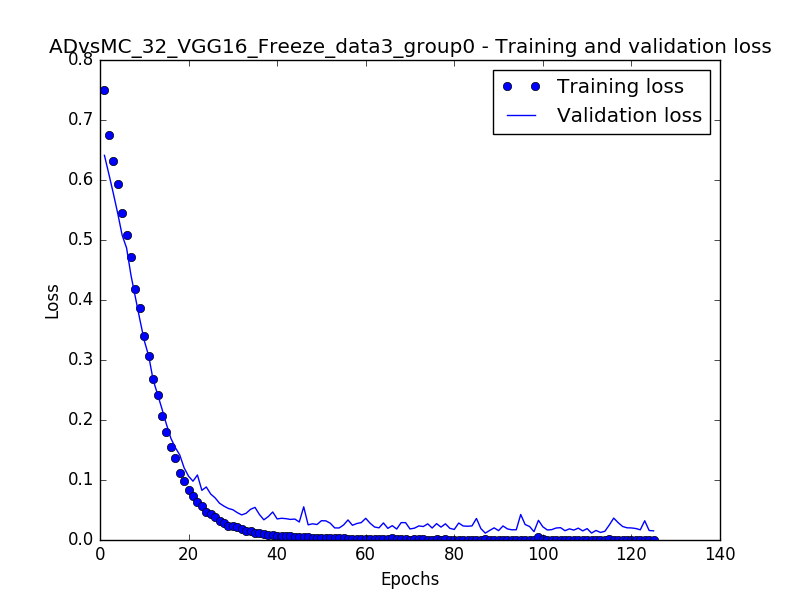 ADvsMC_32_VGG16_Freeze_data3_group0 - Training and validation loss
Training loss
Validation loss
0.8
0.7
0.6
0.5
0.4
0.3
0.2
0.1
0.0
Loss
0 20 40 60 80 100 120 140
Epochs